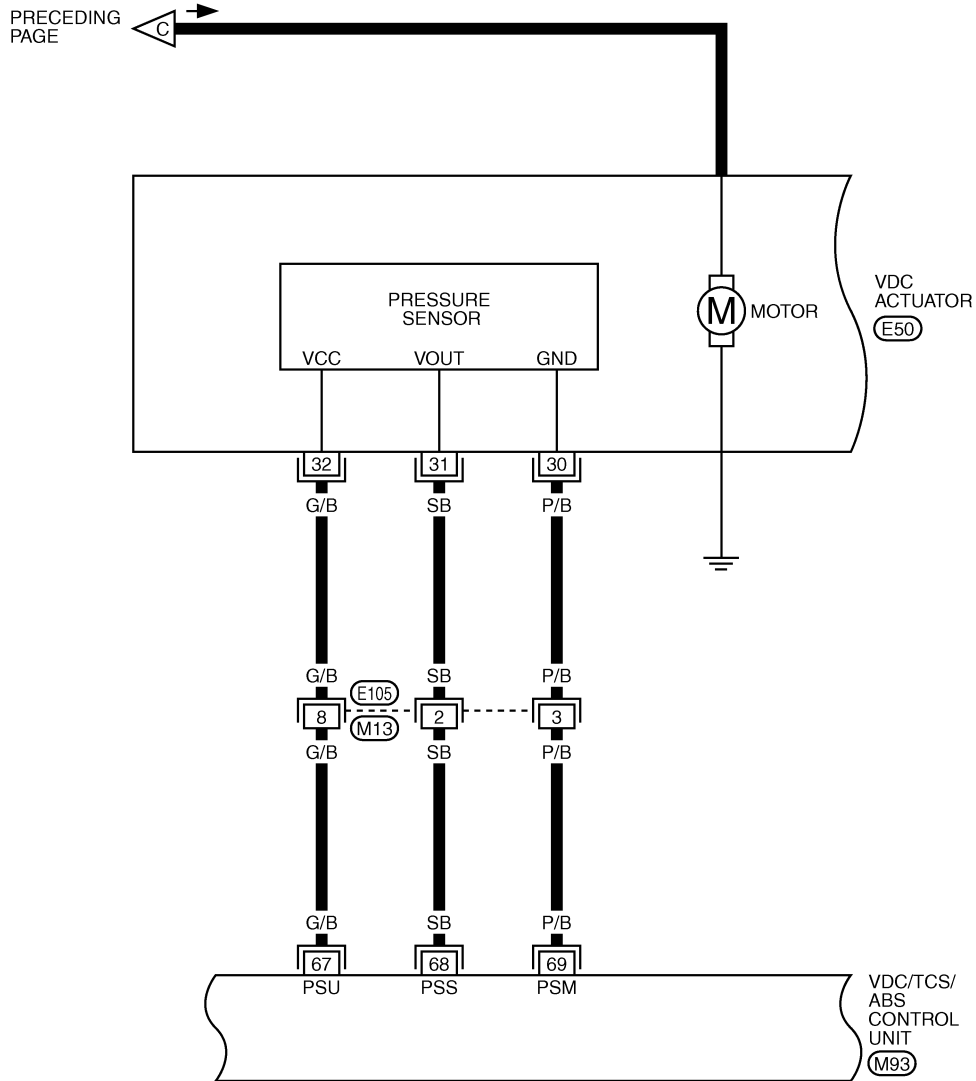 PRECEDING
PAGE
C
PRESSURE
SENSOR
VCC VOUT GND
M MOTOR
VDC
ACTUATOR
E50
32 31 30
G/B SB P/B
G/B SB P/B
E105
8 2 3
M13
G/B SB P/B
G/B SB P/B
67 68 69
PSU PSS PSM
VDC/TCS/
ABS
CONTROL
UNIT
M93